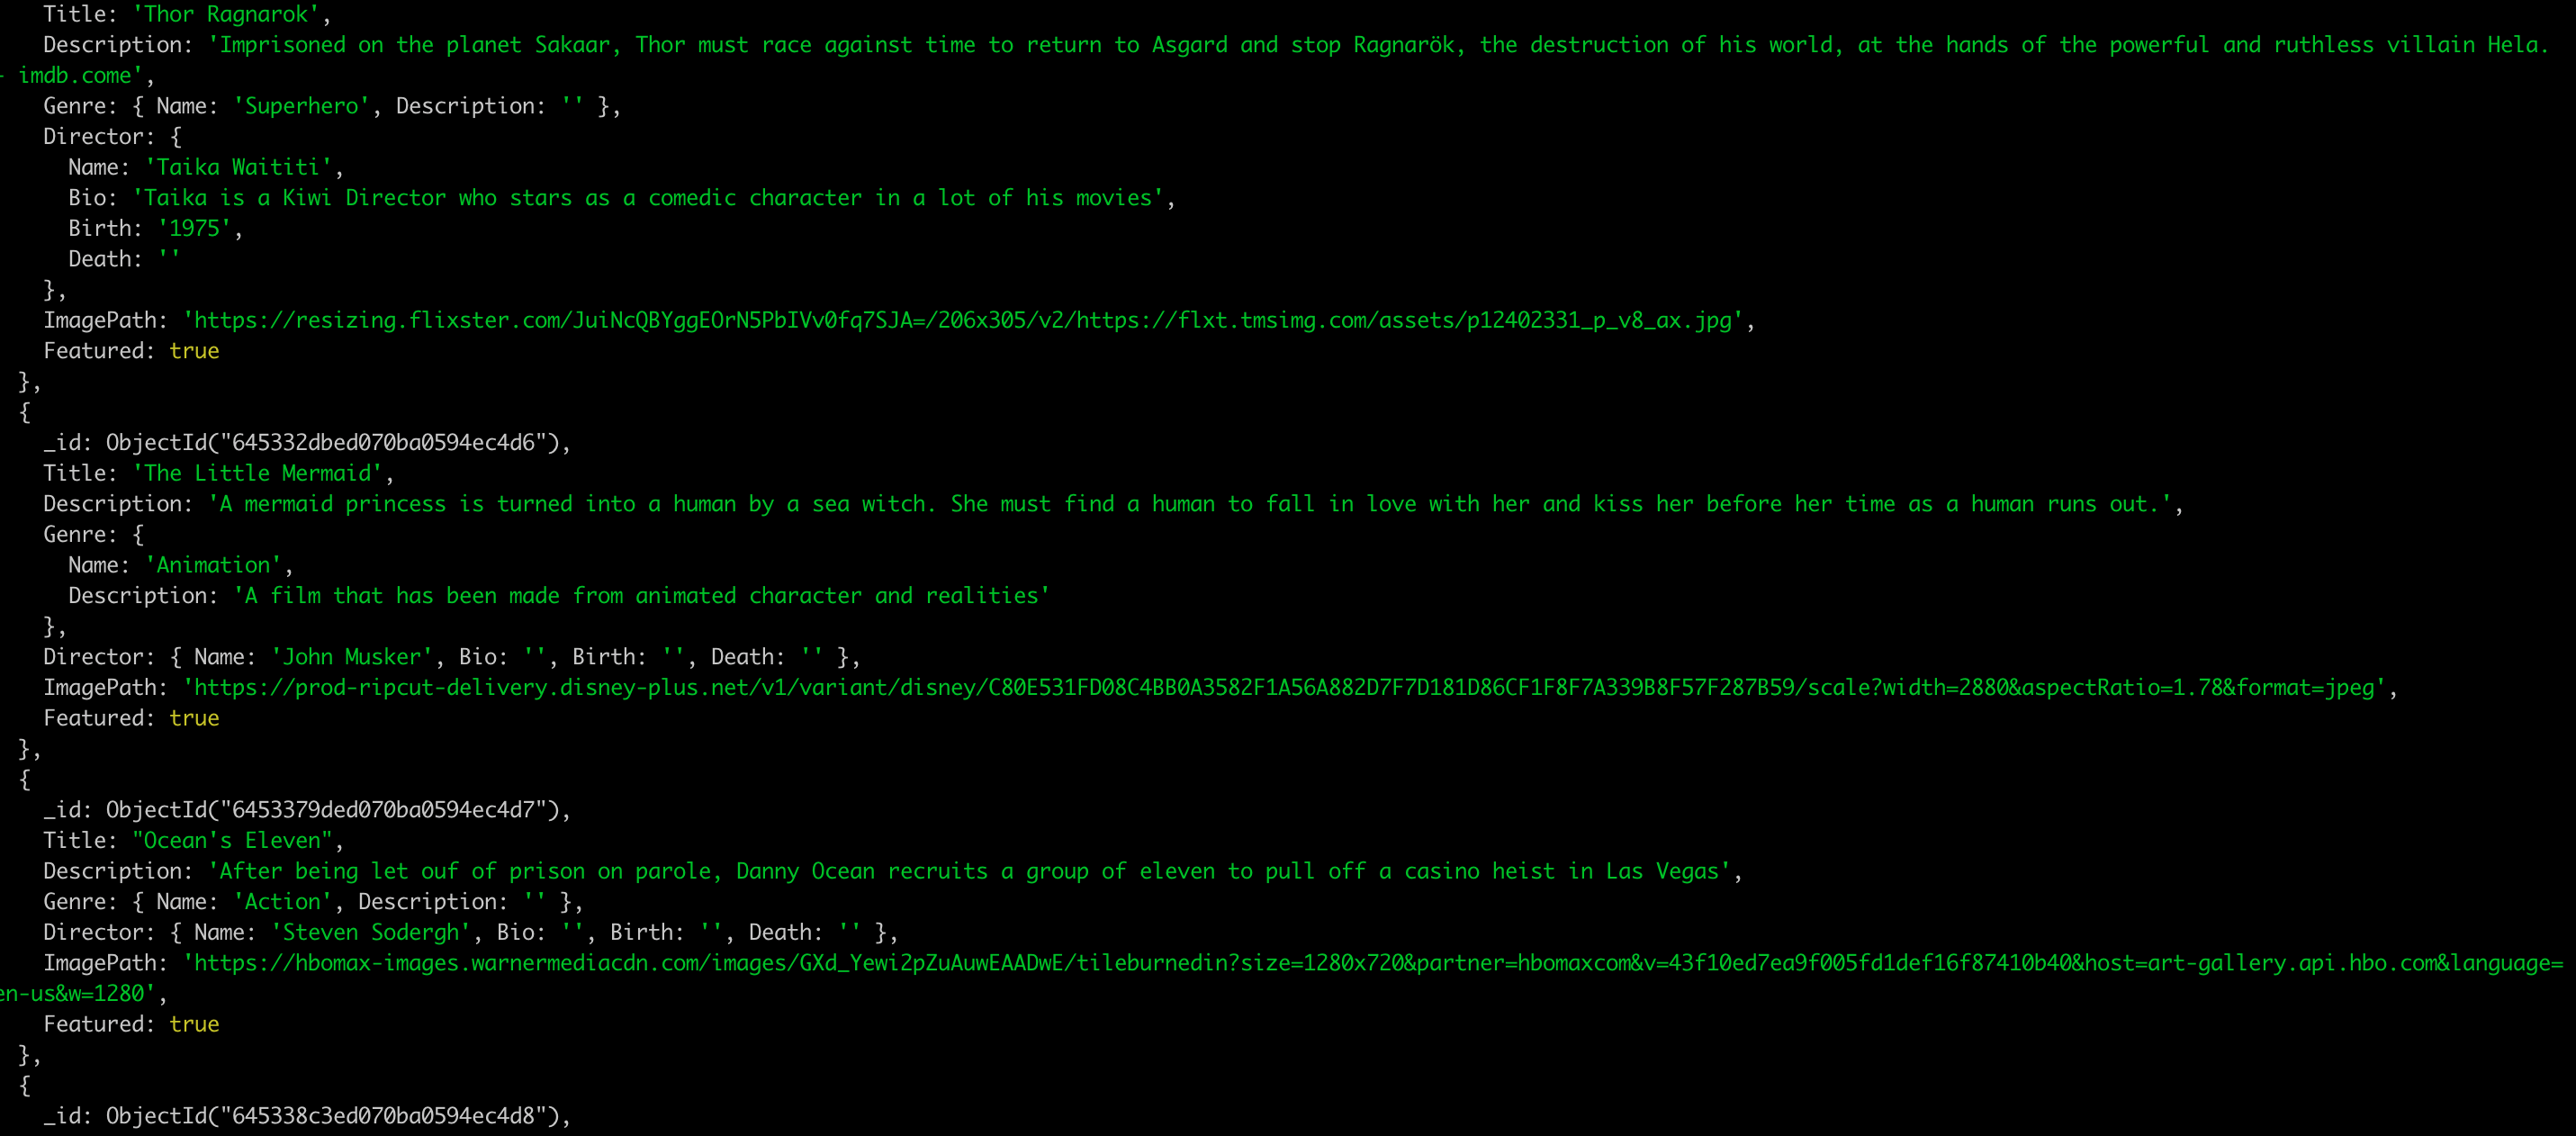 Title: 'Thor Ragnarok',
Description: 'Imprisoned on the planet Sakaar, Thor must race against time to return to Asgard and stop Ragnarök, the destruction of his world, at the hands of the powerful and ruthless villain Hela.
- imdb.come',
Genre: { Name: 'Superhero', Description: '' },
Director: {
Name: 'Taika Waititi',
Bio: 'Taika is a Kiwi Director who stars as a comedic character in a lot of his movies',
Birth: '1975',
Death: ''
},
ImagePath: 'https://resizing.flixster.com/JuiNcQBYggEOrN5PbIVv0fq7SJA=/206x305/v2/https://flxt.tmsimg.com/assets/p12402331_p_v8_ax.jpg',
Featured: true
},
{
_id: ObjectId("645332dbed070ba0594ec4d6"),
Title: 'The Little Mermaid',
Description: 'A mermaid princess is turned into a human by a sea witch. She must find a human to fall in love with her and kiss her before her time as a human runs out.',
Genre: {
Name: 'Animation',
Description: 'A film that has been made from animated character and realities'
},
Director: { Name: 'John Musker', Bio: '', Birth: '', Death: '' },
ImagePath: 'https://prod-ripcut-delivery.disney-plus.net/v1/variant/disney/C80E531FD08C4BB0A3582F1A56A882D7F7D181D86CF1F8F7A339B8F57F287B59/scale?width=2880&aspectRatio=1.78&format=jpeg',
Featured: true
},
{
_id: ObjectId("6453379ded070ba0594ec4d7"),
Title: "Ocean's Eleven",
Description: 'After being let ouf of prison on parole, Danny Ocean recruits a group of eleven to pull off a casino heist in Las Vegas',
Genre: { Name: 'Action', Description: '' },
Director: { Name: 'Steven Sodergh', Bio: '', Birth: '', Death: '' },
ImagePath: 'https://hbomax-images.warnermediacdn.com/images/GXd_Yewi2pZuAuwEAADwE/tileburnedin?size=1280x720&partner=hbomaxcom&v=43f10ed7ea9f005fd1def16f87410b40&host=art-gallery.api.hbo.com&language=
en-us&w=1280',
Featured: true
},
{
_id: ObjectId("645338c3ed070ba0594ec4d8"),